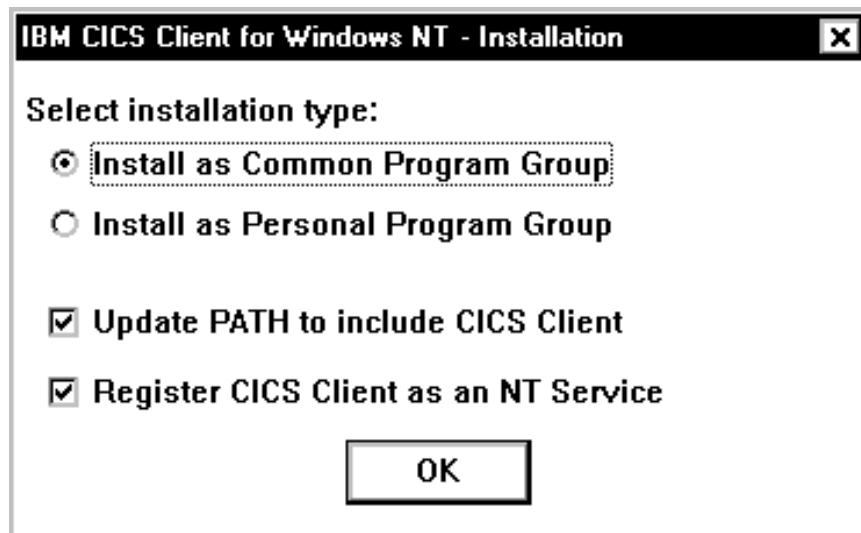 IBM CICS Client for Windows NT - Installation
Select installation type:
Install as Common Program Group
Install as Personal Program Group
Update PATH to include CICS Client
Register CICS Client as an NT Service
OK